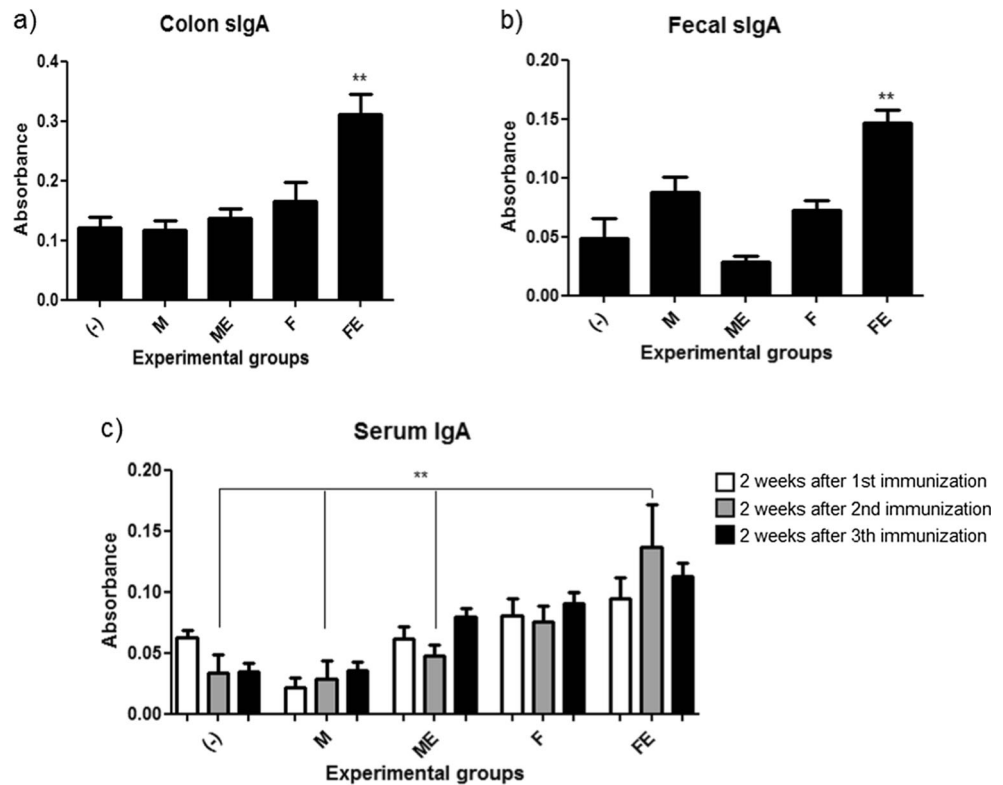 a)
Colon sIgA
Absorbance
0.4
0.3
0.2
0.1
0.0
**
(-) M ME F FE
Experimental groups
b)
Fecal sIgA
Absorbance
0.20
0.15
0.10
0.05
0.00
**
(-) M ME F FE
Experimental groups
c)
Serum IgA
Absorbance
0.20
0.15
0.10
0.05
0.00
**
(-) M ME F FE
Experimental groups
2 weeks after 1st immunization
2 weeks after 2nd immunization
2 weeks after 3th immunization